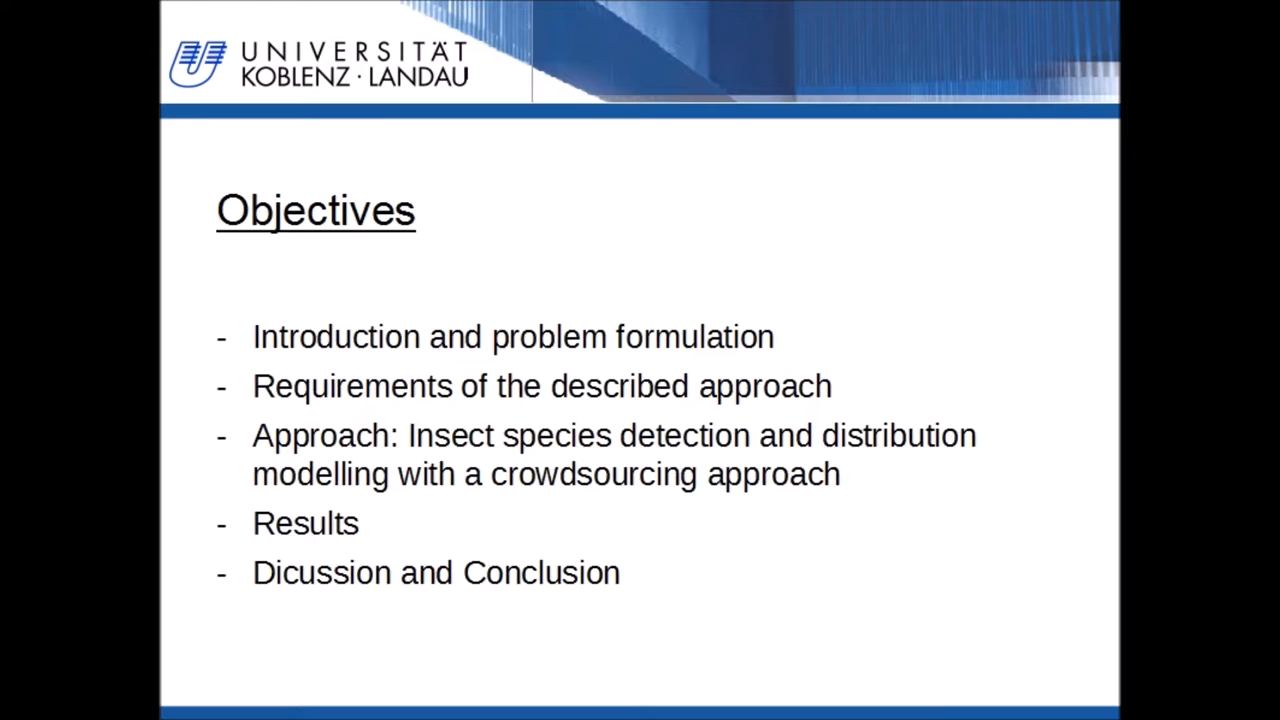 UNIVERSITÄT
KOBLENZ · LANDAU
Objectives
- Introduction and problem formulation
- Requirements of the described approach
- Approach: Insect species detection and distribution
modelling with a crowdsourcing approach
- Results
- Dicussion and Conclusion